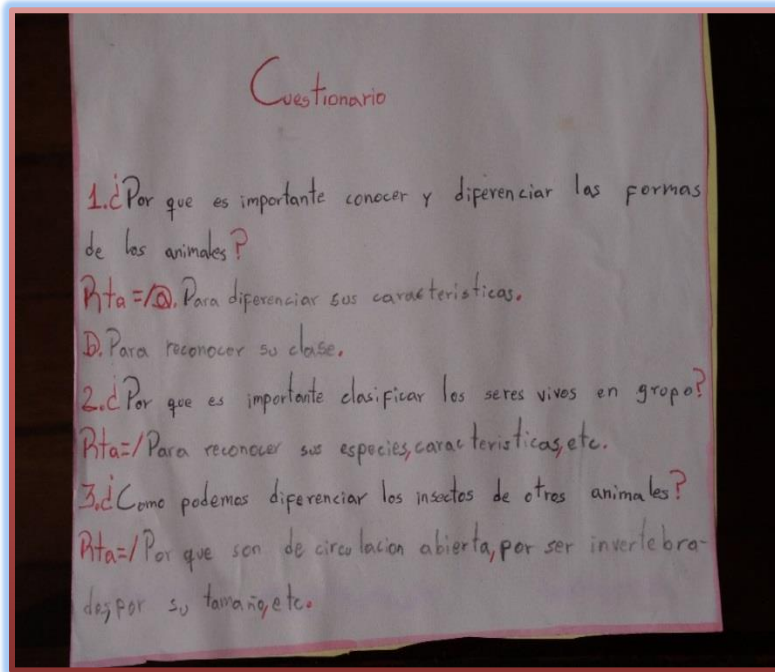 Cuestionario
1.¿Por que es importante conocer y diferenciar las formas
de los animales?
Rta=/a. Para diferenciar sus caracteristicas.
b. Para reconocer su clase.
2.¿Por que es importante clasificar los seres vivos en grupo?
Rta=/Para reconocer sus especies, caracteristicas, etc.
3.¿Como podemos diferenciar los insectos de otros animales?
Rta=/Por que son de circulacion abierta, por ser invertebra-
dos, por su tamaño, etc.